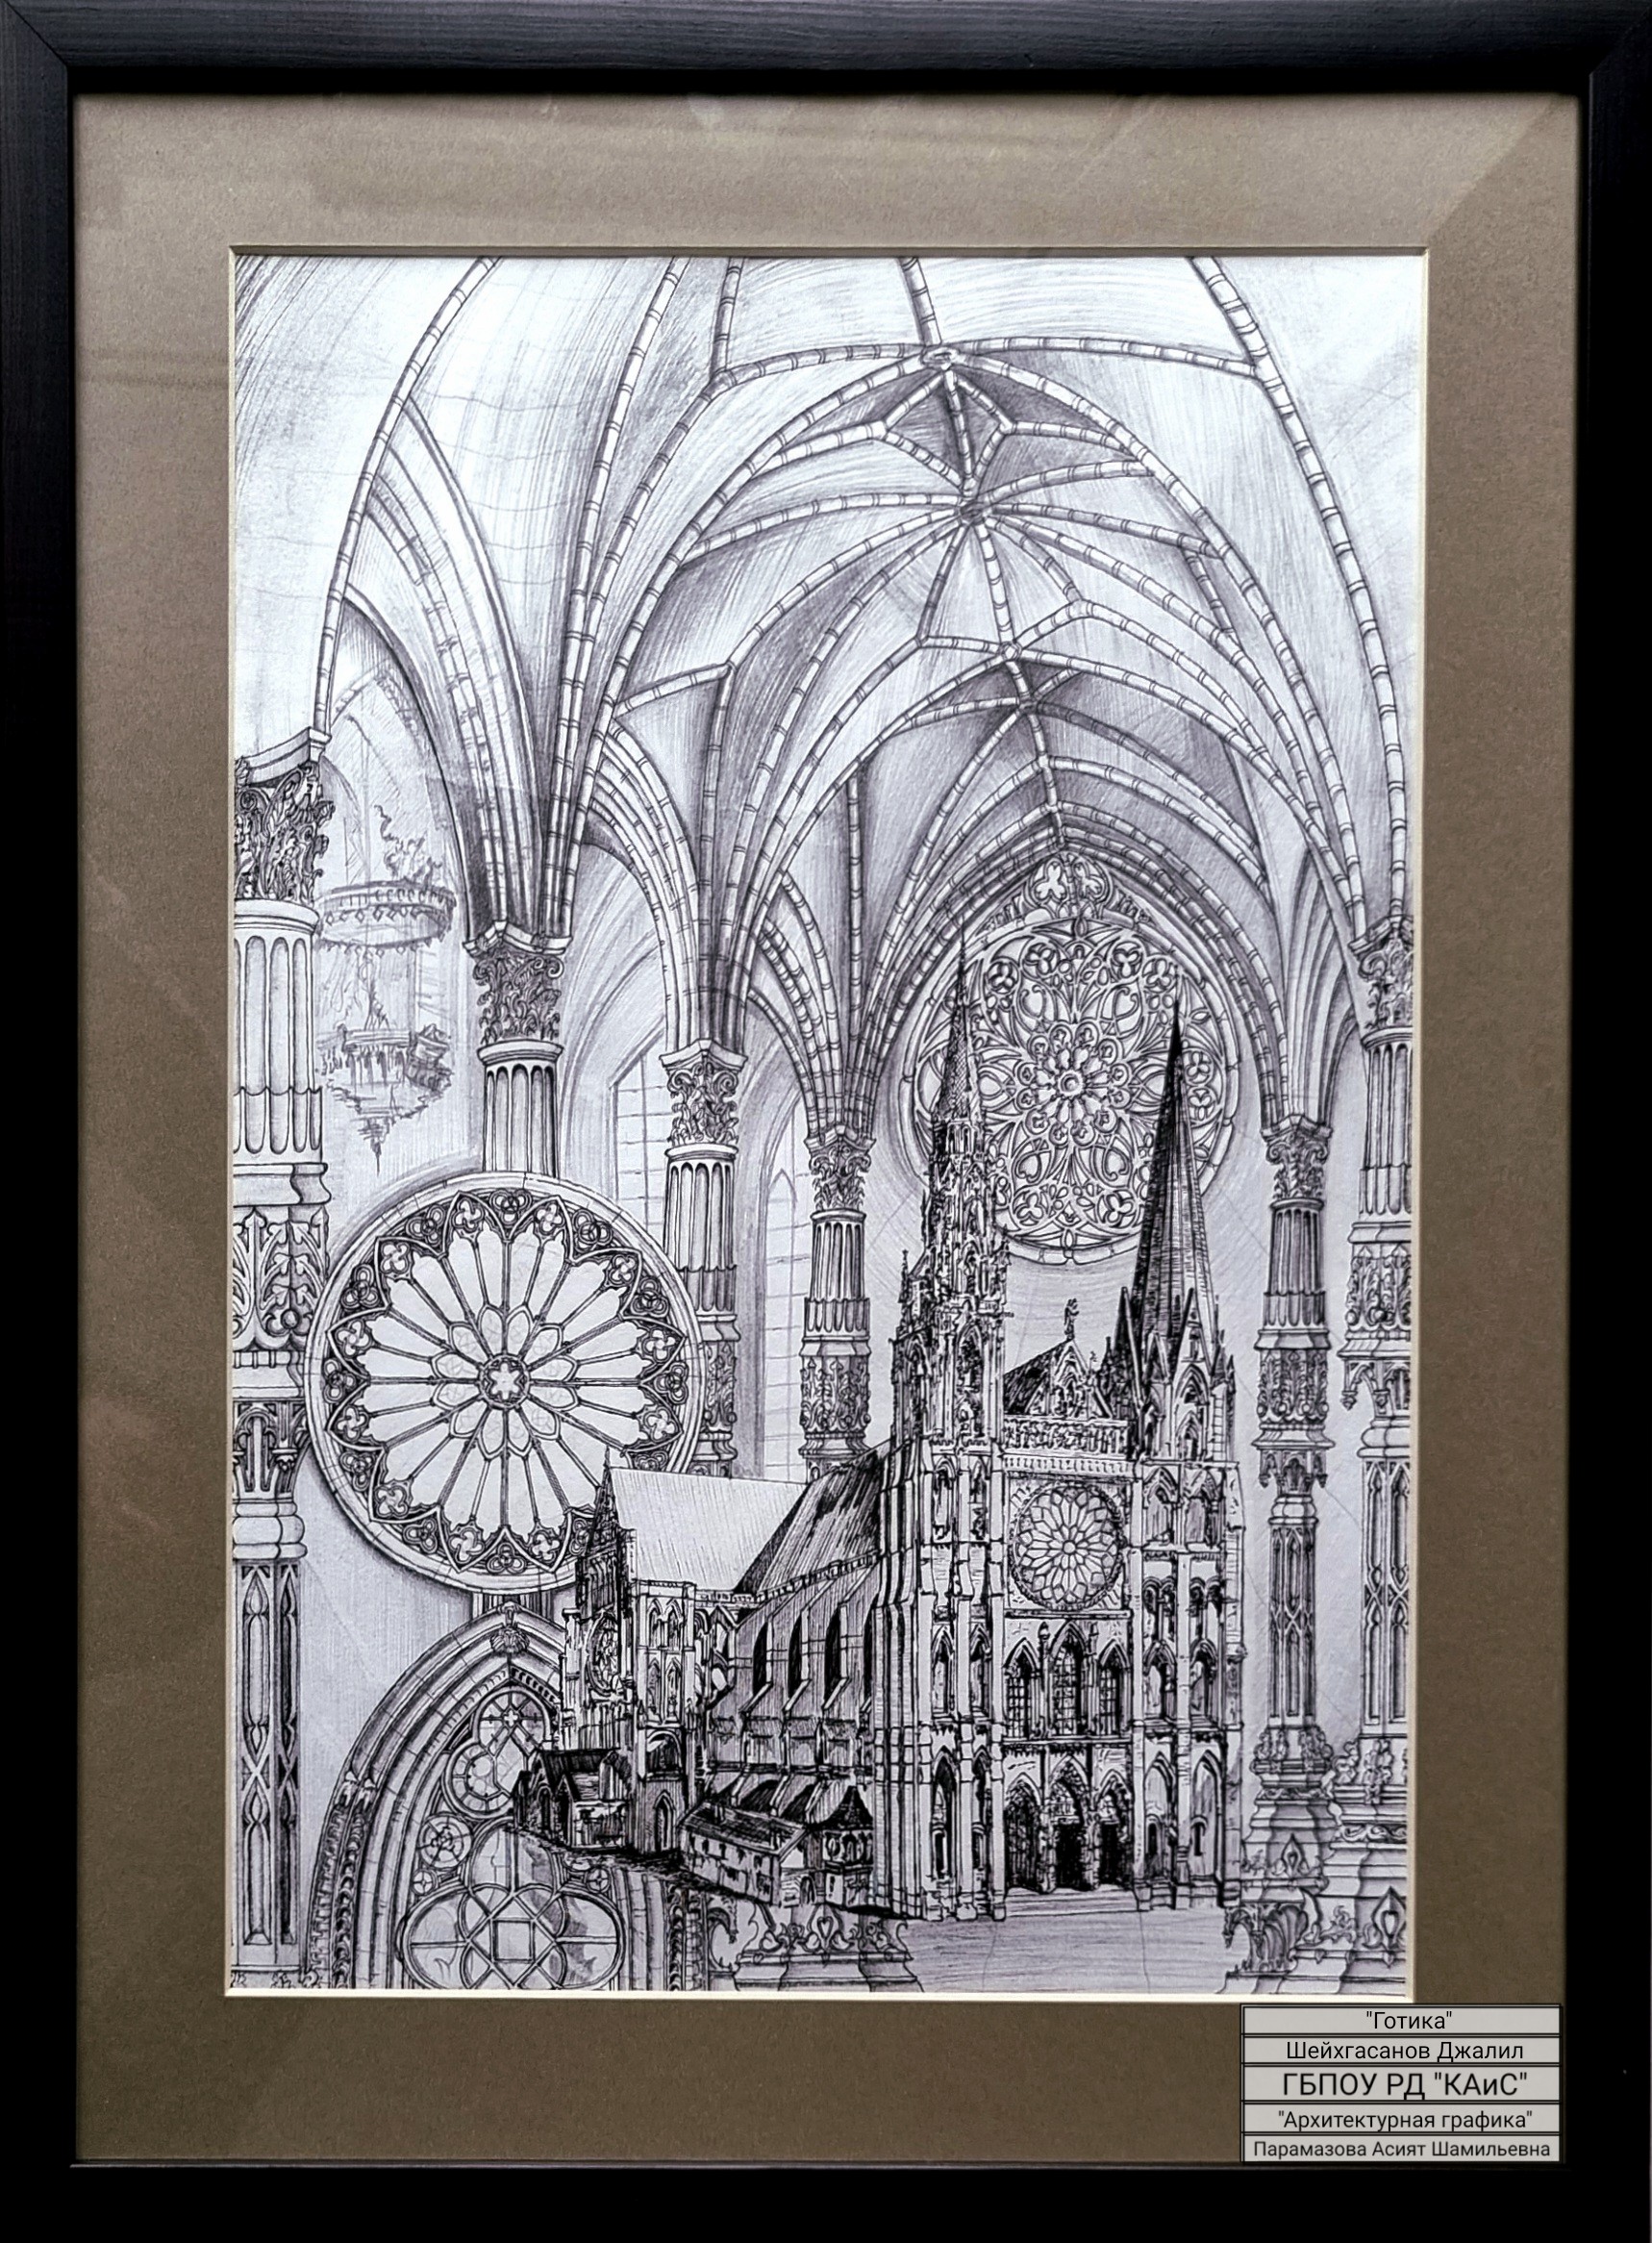 "Готика"
Шейхгасанов Джалил
ГБПОУ РД "КАиС"
"Архитектурная графика"
Парамазова Асият Шамильевна